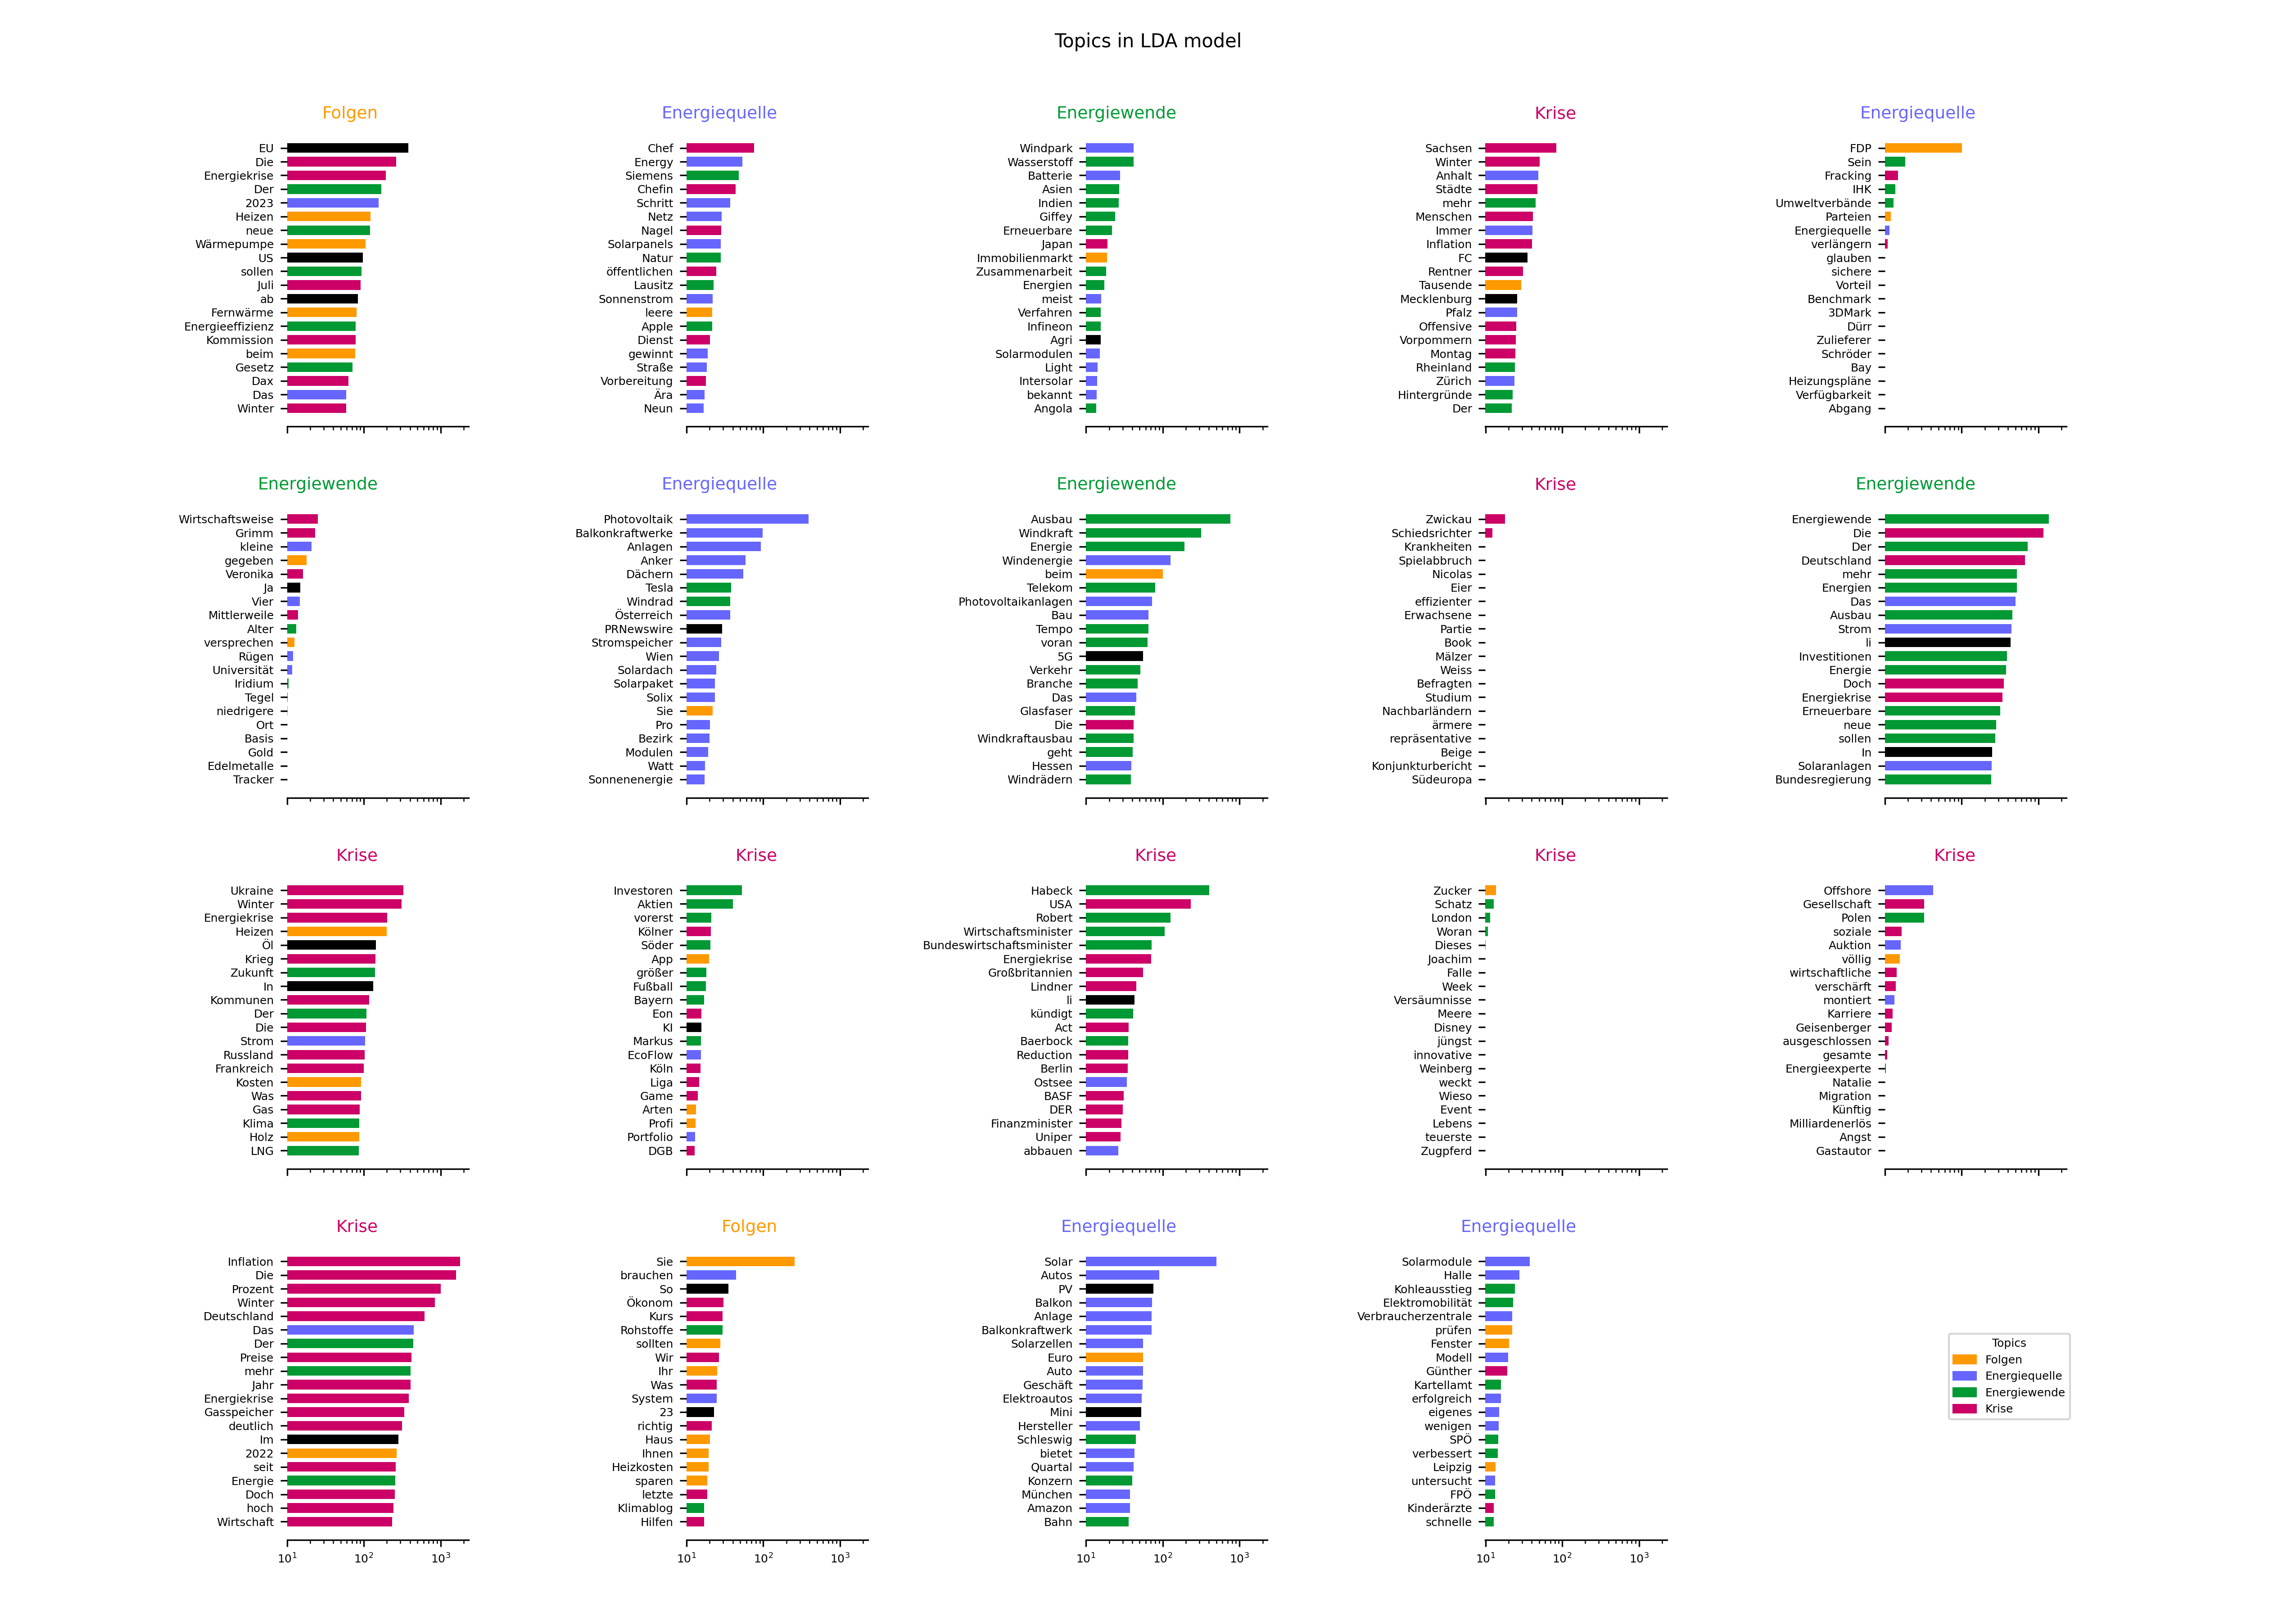 Topics in LDA model
Folgen
EU
Die
Energiekrise
Der
2023
Heizen
neue
Wärmepumpe
US
sollen
Juli
ab
Fernwärme
Energieeffizienz
Kommission
beim
Gesetz
Dax
Das
Winter
Energiequelle
Chef
Energy
Siemens
Chefin
Schritt
Netz
Nagel
Solarpanels
Natur
öffentlichen
Lausitz
Sonnenstrom
leere
Apple
Dienst
gewinnt
Straße
Vorbereitung
Ära
Neun
Energiewende
Windpark
Wasserstoff
Batterie
Asien
Indien
Giffey
Erneuerbare
Japan
Immobilienmarkt
Zusammenarbeit
Energien
meist
Verfahren
Infineon
Agri
Solarmodulen
Light
Intersolar
bekannt
Angola
Krise
Sachsen
Winter
Anhalt
Städte
mehr
Menschen
Immer
Inflation
FC
Rentner
Tausende
Mecklenburg
Pfalz
Offensive
Vorpommern
Montag
Rheinland
Zürich
Hintergründe
Der
Energiequelle
FDP
Sein
Fracking
IHK
Umweltverbände
Parteien
Energiequelle
verlängern
glauben
sichere
Vorteil
Benchmark
3DMark
Dürr
Zulieferer
Schröder
Bay
Heizungspläne
Verfügbarkeit
Abgang
Energiewende
Wirtschaftsweise
Grimm
kleine
gegeben
Veronika
Ja
Vier
Mittlerweile
Alter
versprechen
Rügen
Universität
Iridium
Tegel
niedrigere
Ort
Basis
Gold
Edelmetalle
Tracker
Energiequelle
Photovoltaik
Balkonkraftwerke
Anlagen
Anker
Dächern
Tesla
Windrad
Österreich
PRNewswire
Stromspeicher
Wien
Solardach
Solarpaket
Solix
Sie
Pro
Bezirk
Modulen
Watt
Sonnenenergie
Energiewende
Ausbau
Windkraft
Energie
Windenergie
beim
Telekom
Photovoltaikanlagen
Bau
Tempo
voran
5G
Verkehr
Branche
Das
Glasfaser
Die
Windkraftausbau
geht
Hessen
Windrädern
Krise
Zwickau
Schiedsrichter
Krankheiten
Spielabbruch
Nicolas
Eier
effizienter
Erwachsene
Partie
Book
Mälzer
Weiss
Befragten
Studium
Nachbarländern
ärmere
repräsentative
Beige
Konjunkturbericht
Südeuropa
Energiewende
Energiewende
Die
Der
Deutschland
mehr
Energien
Das
Ausbau
Strom
li
Investitionen
Energie
Doch
Energiekrise
Erneuerbare
neue
sollen
In
Solaranlagen
Bundesregierung
Krise
Ukraine
Winter
Energiekrise
Heizen
Öl
Krieg
Zukunft
In
Kommunen
Der
Die
Strom
Russland
Frankreich
Kosten
Was
Gas
Klima
Holz
LNG
Krise
Investoren
Aktien
vorerst
Kölner
Söder
App
größer
Fußball
Bayern
Eon
KI
Markus
EcoFlow
Köln
Liga
Game
Arten
Profi
Portfolio
DGB
Krise
Habeck
USA
Robert
Wirtschaftsminister
Bundeswirtschaftsminister
Energiekrise
Großbritannien
Lindner
li
kündigt
Act
Baerbock
Reduction
Berlin
Ostsee
BASF
DER
Finanzminister
Uniper
abbauen
Krise
Zucker
Schatz
London
Woran
Dieses
Joachim
Falle
Week
Versäumnisse
Meere
Disney
jüngst
innovative
Weinberg
weckt
Wieso
Event
Lebens
teuerste
Zugpferd
Krise
Offshore
Gesellschaft
Polen
soziale
Auktion
völlig
wirtschaftliche
verschärft
montiert
Karriere
Geisenberger
ausgeschlossen
gesamte
Energieexperte
Natalie
Migration
Künftig
Milliardenerlös
Angst
Gastautor
Krise
Inflation
Die
Prozent
Winter
Deutschland
Das
Der
Preise
mehr
Jahr
Energiekrise
Gasspeicher
deutlich
Im
2022
seit
Energie
Doch
hoch
Wirtschaft
10¹ 10² 10³
Folgen
Sie
brauchen
So
Ökonom
Kurs
Rohstoffe
sollten
Wir
Ihr
Was
System
23
richtig
Haus
Ihnen
Heizkosten
sparen
letzte
Klimablog
Hilfen
10¹ 10² 10³
Energiequelle
Solar
Autos
PV
Balkon
Anlage
Balkonkraftwerk
Solarzellen
Euro
Auto
Geschäft
Elektroautos
Mini
Hersteller
Schleswig
bietet
Quartal
Konzern
München
Amazon
Bahn
10¹ 10² 10³
Energiequelle
Solarmodule
Halle
Kohleausstieg
Elektromobilität
Verbraucherzentrale
prüfen
Fenster
Modell
Günther
Kartellamt
erfolgreich
eigenes
wenigen
SPÖ
verbessert
Leipzig
untersucht
FPÖ
Kinderärzte
schnelle
10¹ 10² 10³
Topics
Folgen
Energiequelle
Energiewende
Krise